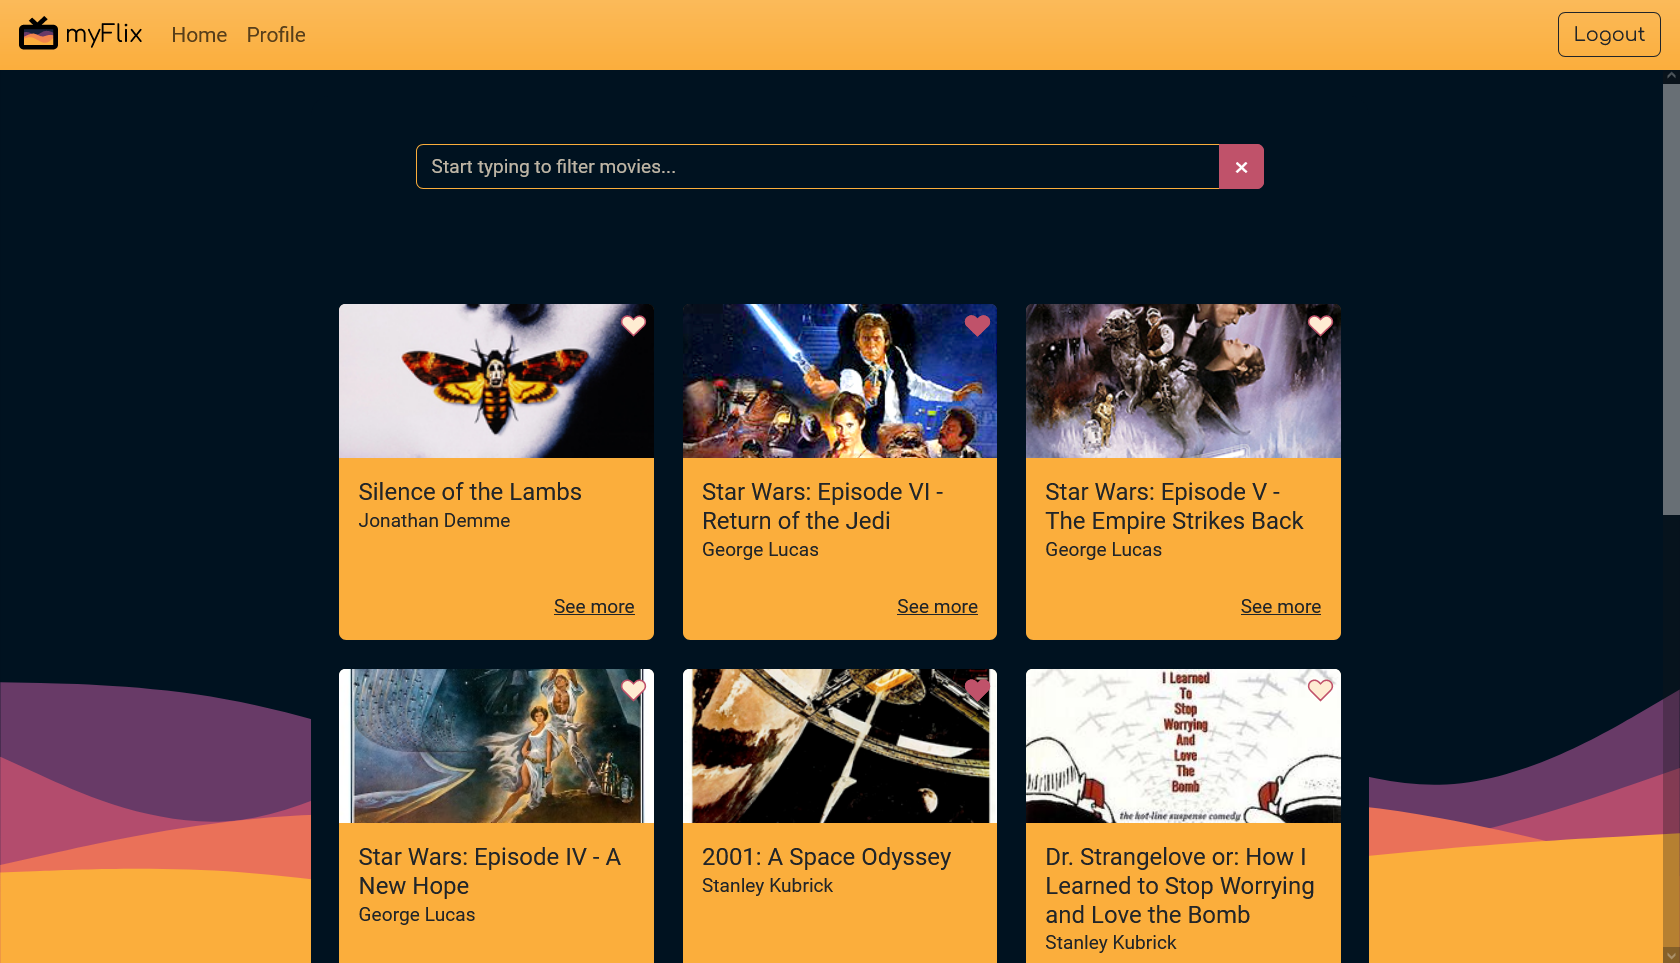 myFlix
Home
Profile
Logout
Start typing to filter movies...
Silence of the Lambs
Jonathan Demme
See more
Star Wars: Episode VI -
Return of the Jedi
George Lucas
See more
Star Wars: Episode V -
The Empire Strikes Back
George Lucas
See more
Star Wars: Episode IV - A
New Hope
George Lucas
2001: A Space Odyssey
Stanley Kubrick
I Learned
To
Stop
Worrying
And
Love
The
Bomb
the hot-line suspense comedy
Dr. Strangelove or: How I
Learned to Stop Worrying
and Love the Bomb
Stanley Kubrick